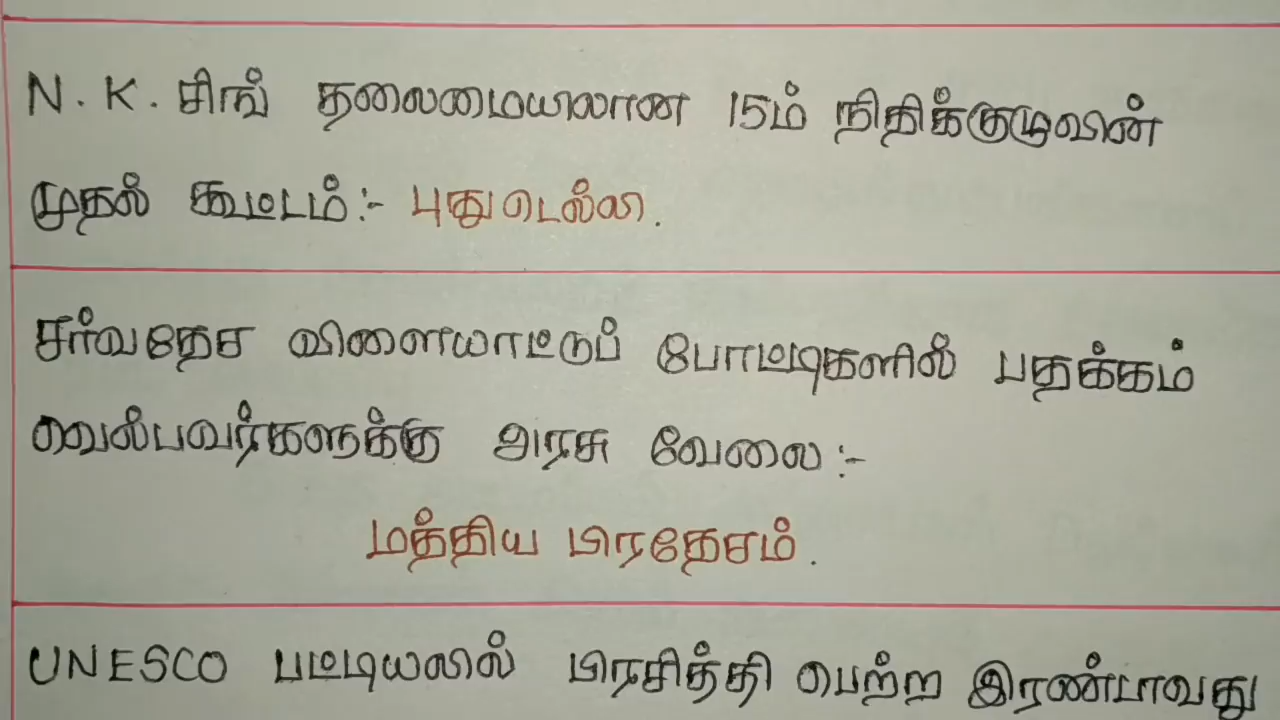 N. K. சிங் தலைமையிலான 15ம் நிதிக்குழுவின்
முதல் கூட்டம்:- புதுடெல்லி.
சர்வதேச விளையாட்டுப் போட்டிகளில் பதக்கம்
வெல்பவர்களுக்கு அரசு வேலை:-
மத்திய பிரதேசம்.
UNESCO பட்டியலில் பிரசித்தி பெற்ற இரண்டாவது